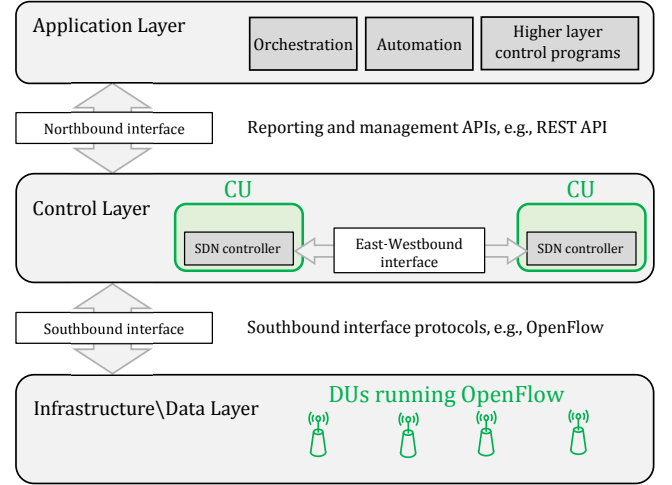 Application Layer
Orchestration
Automation
Higher layer
control programs
Northbound interface
Reporting and management APIs, e.g., REST API
CU
CU
Control Layer
SDN controller
East-Westbound
interface
SDN controller
Southbound interface
Southbound interface protocols, e.g., OpenFlow
DUs running OpenFlow
Infrastructure\Data Layer